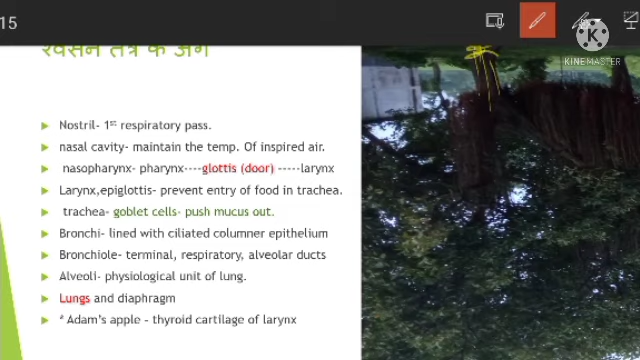 15
श्वसन तंत्र के अंग
Nostril- 1st respiratory pass.
nasal cavity- maintain the temp. Of inspired air.
nasopharynx- pharynx----glottis (door) -----larynx
Larynx,epiglottis- prevent entry of food in trachea.
trachea- goblet cells- push mucus out.
Bronchi- lined with ciliated columner epithelium
Bronchiole- terminal, respiratory, alveolar ducts
Alveoli- physiological unit of lung.
Lungs and diaphragm
* Adam's apple - thyroid cartilage of larynx
K
KINEMASTER